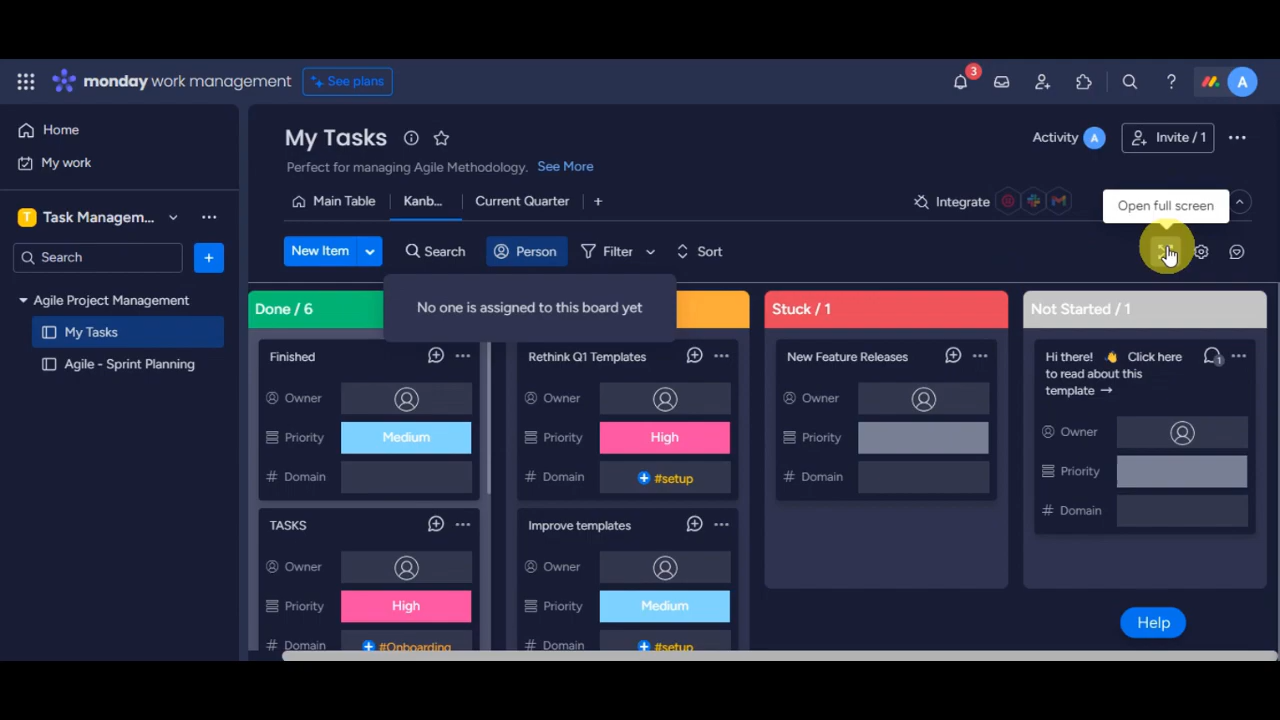 monday work management
See plans
3
A
Home
My work
T
Task Managem...
Search
Agile Project Management
My Tasks
Agile - Sprint Planning
My Tasks
Activity A
Invite / 1
Perfect for managing Agile Methodology. See More
Main Table
Kanb...
Current Quarter
Integrate
Open full screen
New Item
Search
Person
Filter
Sort
No one is assigned to this board yet
Done / 6
Finished
Owner
Priority
Medium
Domain
TASKS
Owner
Priority
High
Domain
#Onboarding
Rethink Q1 Templates
Owner
Priority
High
Domain
#setup
Improve templates
Owner
Priority
Medium
Domain
#setup
Stuck / 1
New Feature Releases
Owner
Priority
Domain
Not Started / 1
Hi there! 👋 Click here
to read about this
template →
1
Owner
Priority
Domain
Help